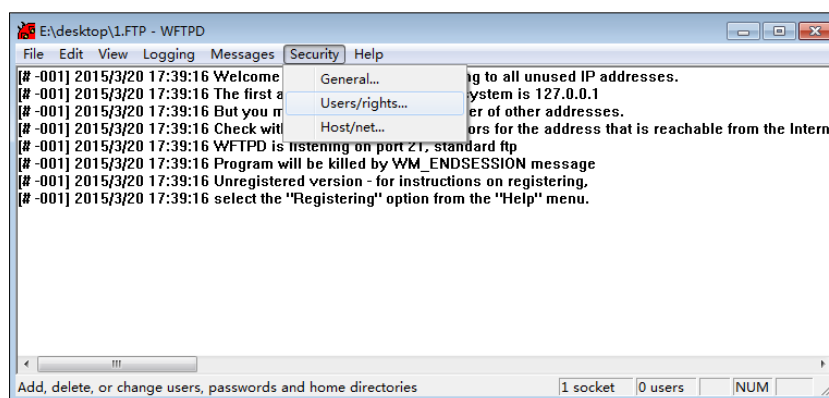 E:\desktop\1.FTP - WFTPD
File Edit View Logging Messages Security Help
General...
Users/rights...
Host/net...
[# -001] 2015/3/20 17:39:16 Welcome g to all unused IP addresses.
[# -001] 2015/3/20 17:39:16 The first a ystem is 127.0.0.1
[# -001] 2015/3/20 17:39:16 But you m er of other addresses.
[# -001] 2015/3/20 17:39:16 Check wit ors for the address that is reachable from the Intern
[# -001] 2015/3/20 17:39:16 WFTPD is listening on port 21, standard ftp
[# -001] 2015/3/20 17:39:16 Program will be killed by WM_ENDSESSION message
[# -001] 2015/3/20 17:39:16 Unregistered version - for instructions on registering,
[# -001] 2015/3/20 17:39:16 select the "Registering" option from the "Help" menu.
Add, delete, or change users, passwords and home directories 1 socket 0 users NUM